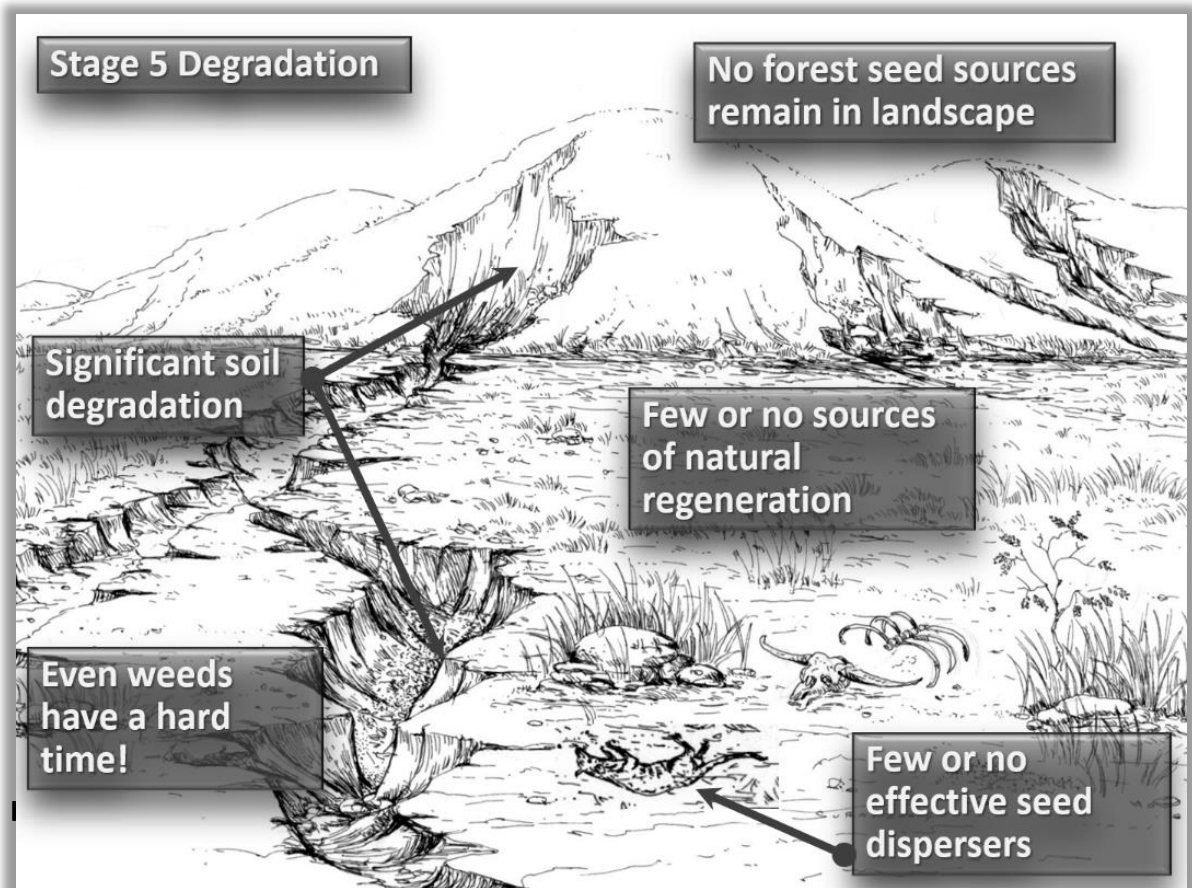 Stage 5 Degradation
No forest seed sources
remain in landscape
Significant soil
degradation
Few or no sources
of natural
regeneration
Even weeds
have a hard
time!
Few or no
effective seed
dispersers